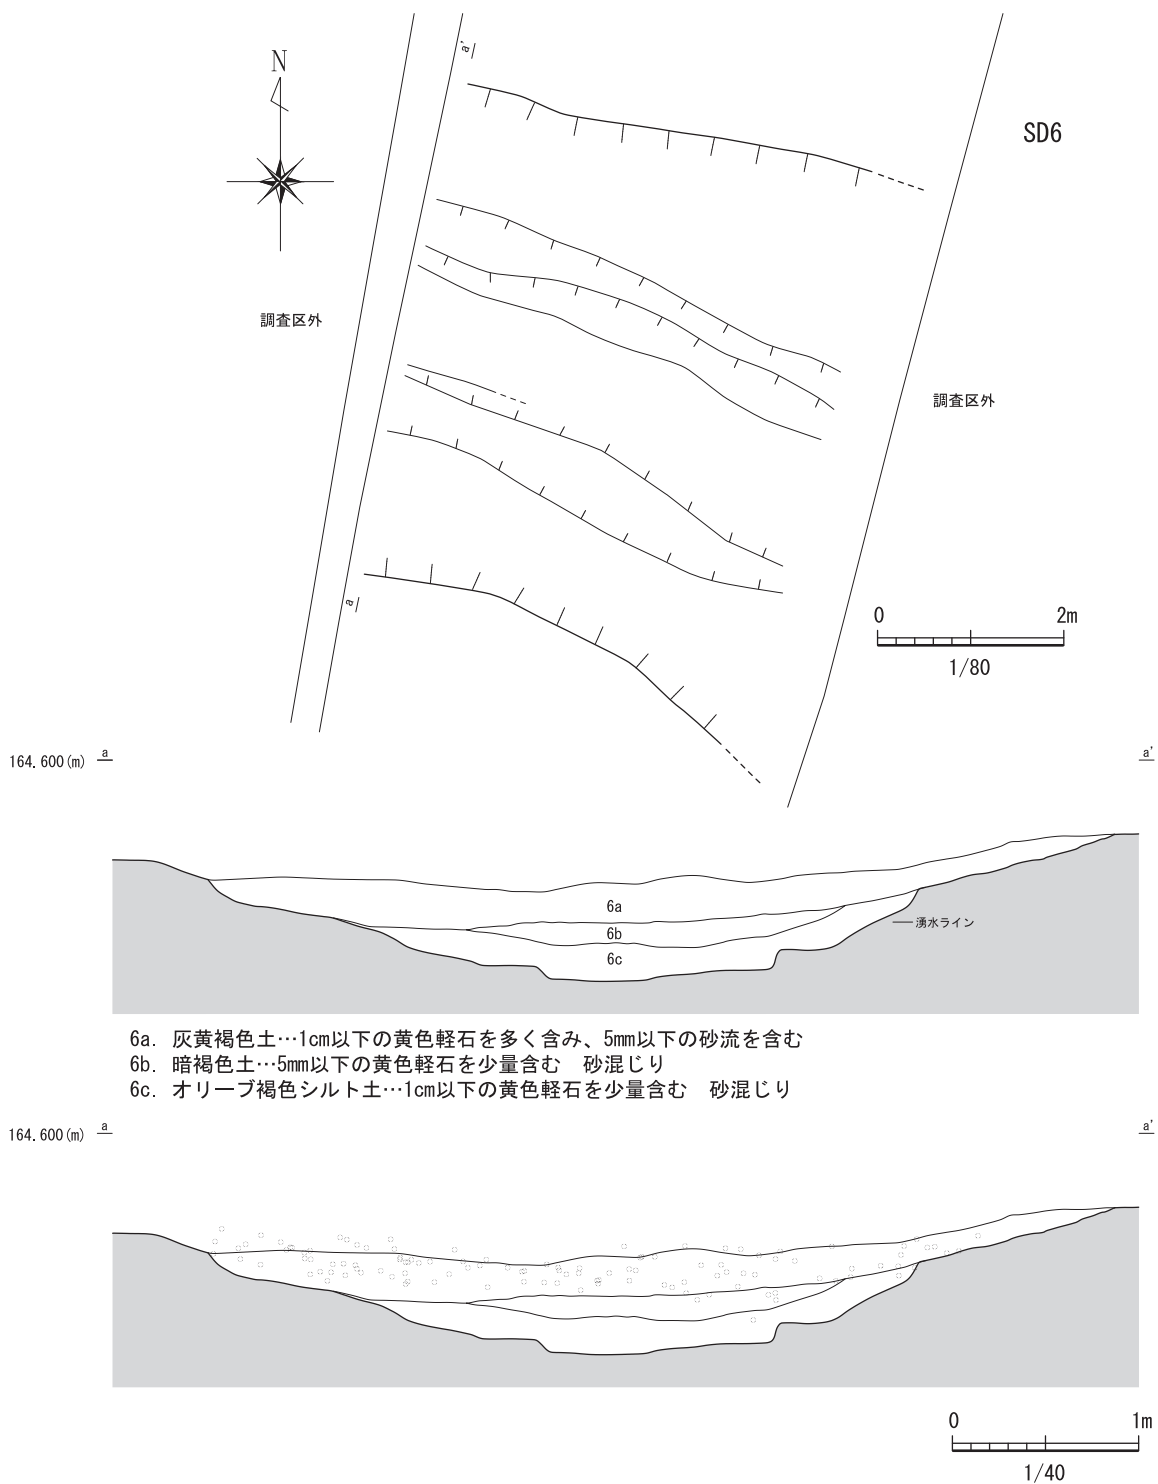 N
a'
SD6
調査区外
調査区外
a
0 2m
1/80
164.600(m) a a'
6a
6b
6c
湧水ライン
6a. 灰黄褐色土…1cm以下の黄色軽石を多く含み、5mm以下の砂流を含む
6b. 暗褐色土…5mm以下の黄色軽石を少量含む 砂混じり
6c. オリーブ褐色シルト土…1cm以下の黄色軽石を少量含む 砂混じり
164.600(m) a a'
0 1m
1/40